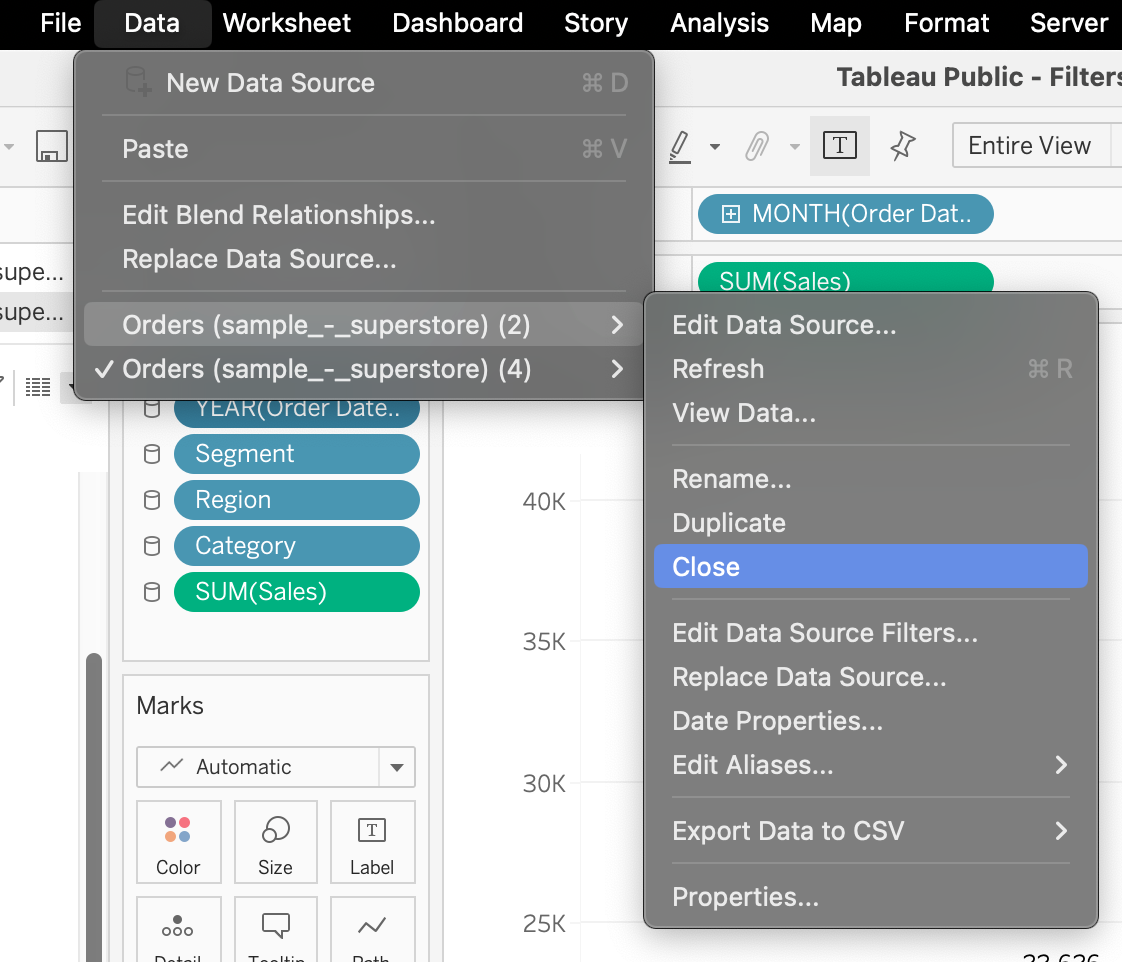 File Data Worksheet Dashboard Story Analysis Map Format Server
Tableau Public - Filters
New Data Source ⌘ D
Paste ⌘ V
Edit Blend Relationships...
Replace Data Source...
Orders (sample_-_superstore) (2)
✓ Orders (sample_-_superstore) (4)
Entire View
MONTH(Order Dat..
SUM(Sales)
supe...
supe...
Edit Data Source...
Refresh ⌘ R
View Data...
Rename...
Duplicate
Close
Edit Data Source Filters...
Replace Data Source...
Date Properties...
Edit Aliases...
Export Data to CSV
Properties...
YEAR(Order Date..
Segment
Region
Category
SUM(Sales)
Marks
Automatic
Color Size Label
Detail Tooltip Path
40K
35K
30K
25K
22,626